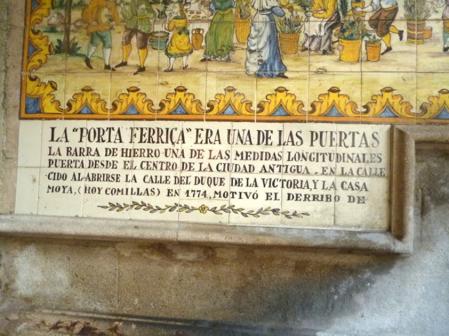 LA "PORTA FERRIÇA" ERA UNA DE LAS PUERTAS
LA BARRA DE HIERRO·UNA DE LAS MEDIDAS LONGITUDINALES
PUERTA DESDE EL CENTRO DE LA CIUDAD ANTIGUA.·EN LA CALLE
·CIDO AL·ABRIRSE LA CALLE DEL DUQUE DE LA VICTORIA,Y LA CASA
MOYA, (HOY COMILLAS) EN 1774, MOTIVÓ EL DERRIBO DE